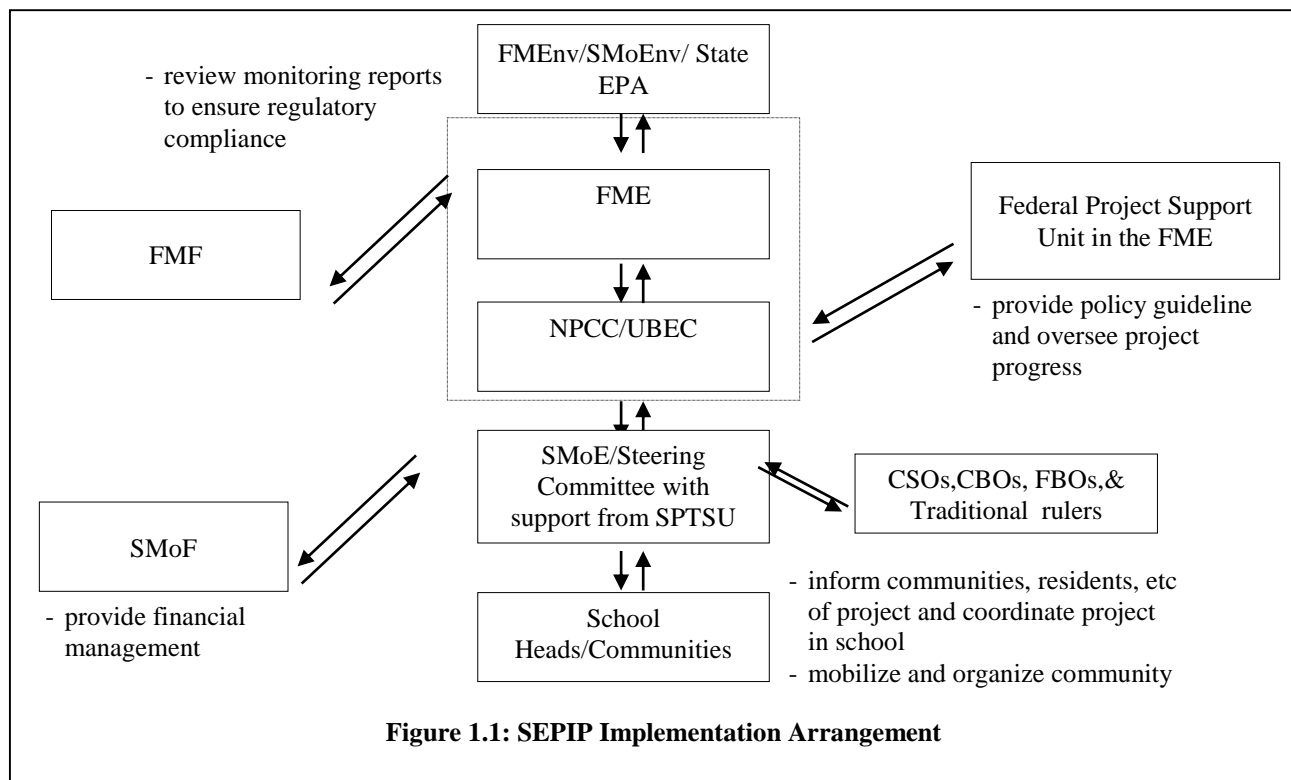 FMEnv/SMoEnv/ State
EPA
- review monitoring reports
to ensure regulatory
compliance
FME
Federal Project Support
Unit in the FME
FMF
- provide policy guideline
and oversee project
progress
NPCC/UBEC
SMoE/Steering
Committee with
support from SPTSU
CSOs,CBOs, FBOs,&
Traditional rulers
SMoF
- provide financial
management
- inform communities, residents, etc
of project and coordinate project
in school
- mobilize and organize community
School
Heads/Communities
Figure 1.1: SEPIP Implementation Arrangement